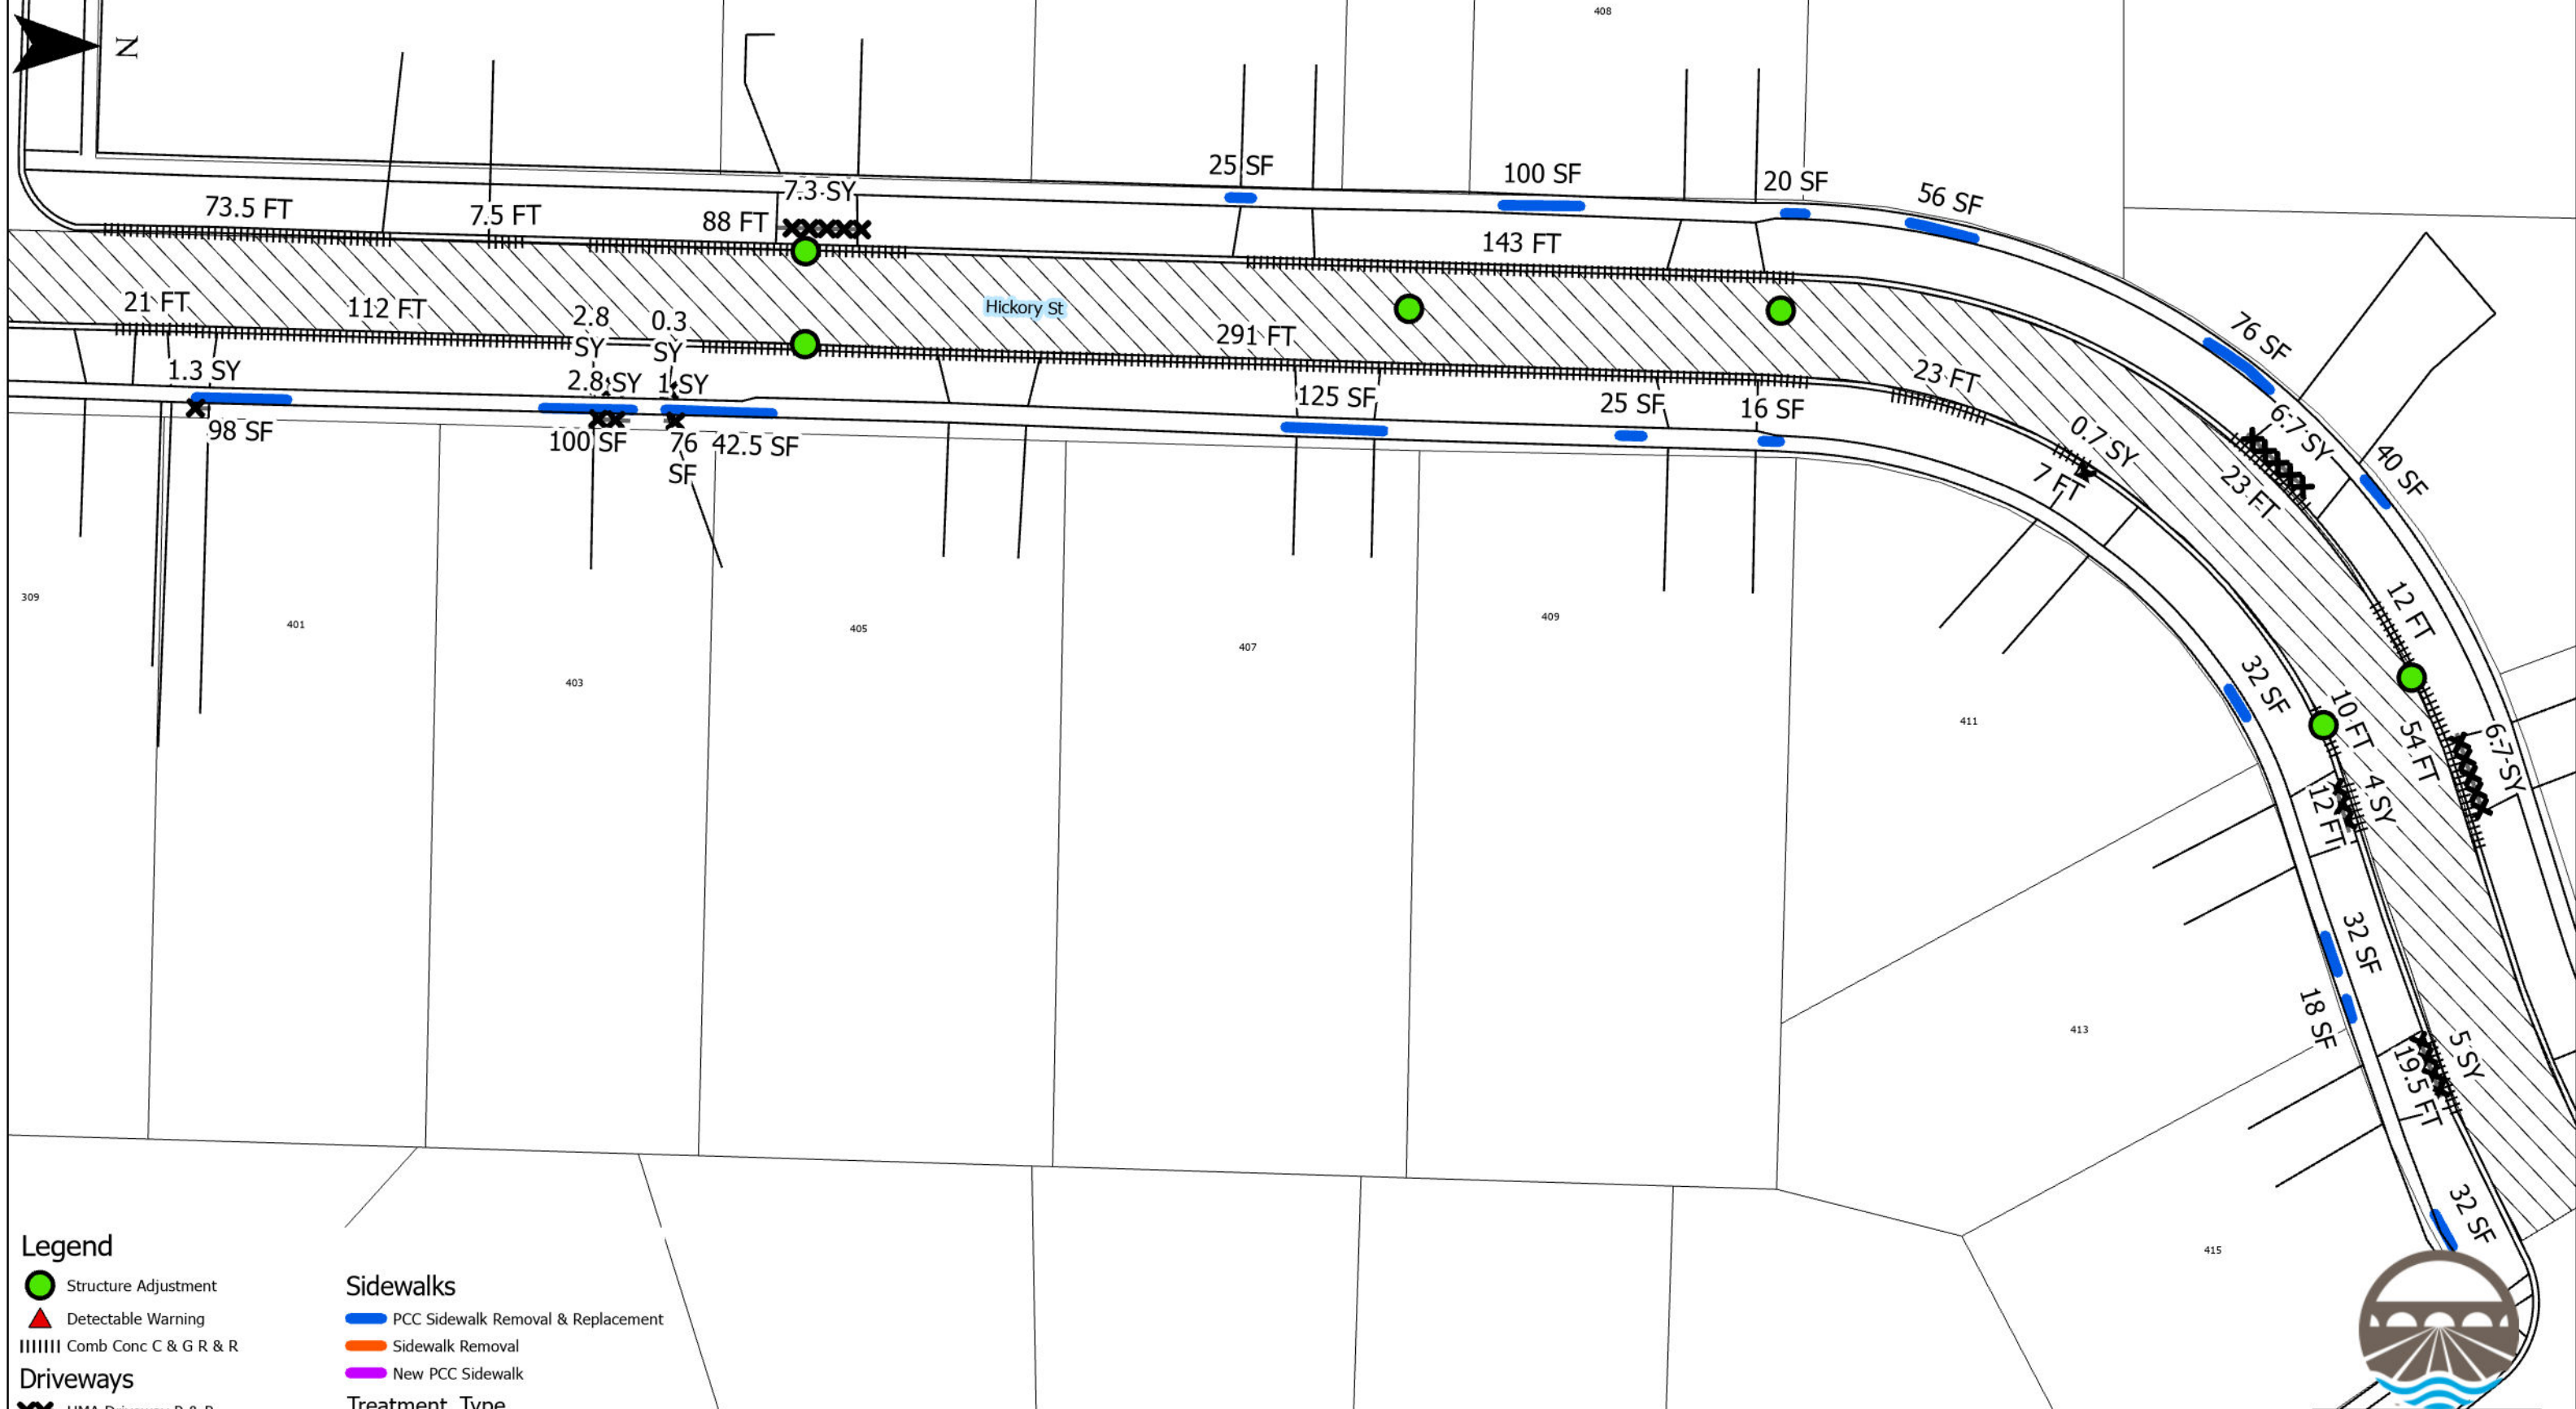 N
408
25 SF
100 SF
20 SF
56 SF
7.3 SY
73.5 FT
7.5 FT
88 FT
143 FT
76 SF
21 FT
112 FT
2.8
SY
0.3
SY
Hickory St
291 FT
23 FT
1.3 SY
2.8 SY
1 SY
125 SF
25 SF
16 SF
0.7 SY
6.7 SY
40 SF
98 SF
100 SF
76
SF
42.5 SF
7 FT
23 FT
12 FT
309
401
403
405
407
409
411
32 SF
10 FT
54 FT
6.7 SY
4 SY
12 FT
32 SF
18 SF
413
5 SY
19.5 FT
32 SF
415
Legend
Structure Adjustment
Detectable Warning
Comb Conc C & G R & R
Driveways
HMA Driveway R & R
Sidewalks
PCC Sidewalk Removal & Replacement
Sidewalk Removal
New PCC Sidewalk
Treatment_Type